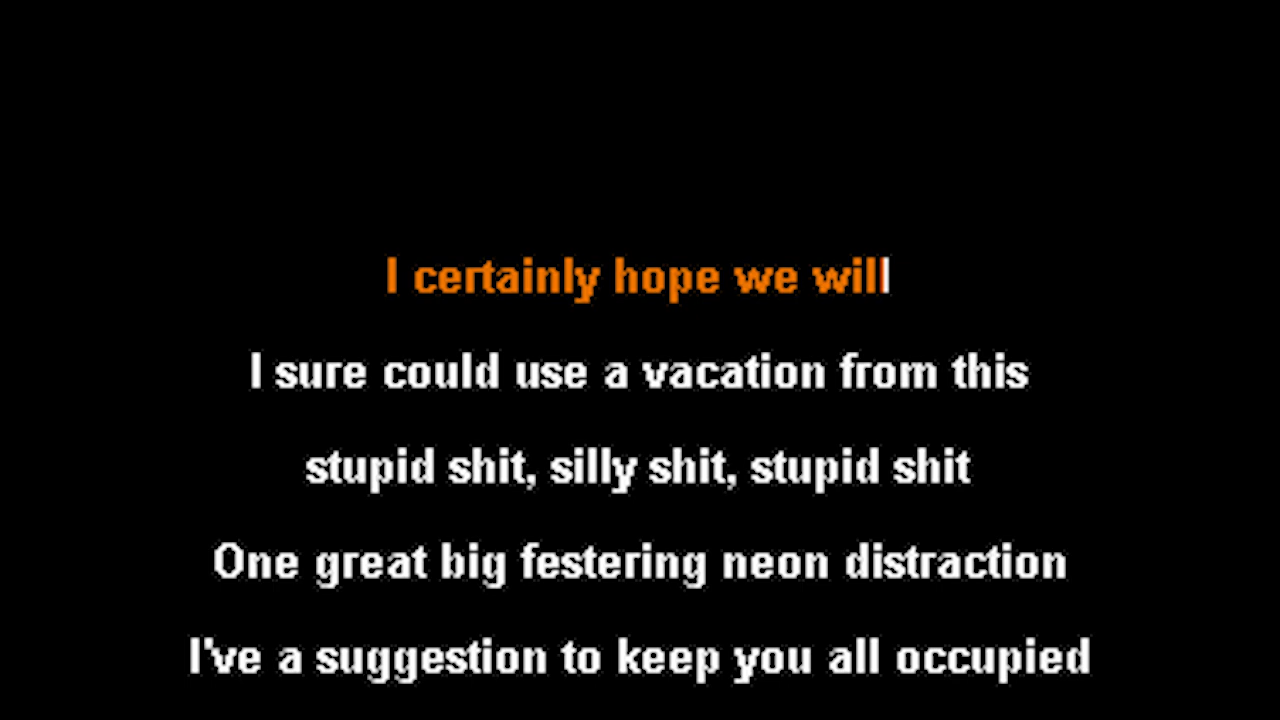 I certainly hope we will
I sure could use a vacation from this
stupid shit, silly shit, stupid shit
One great big festering neon distraction
I've a suggestion to keep you all occupied